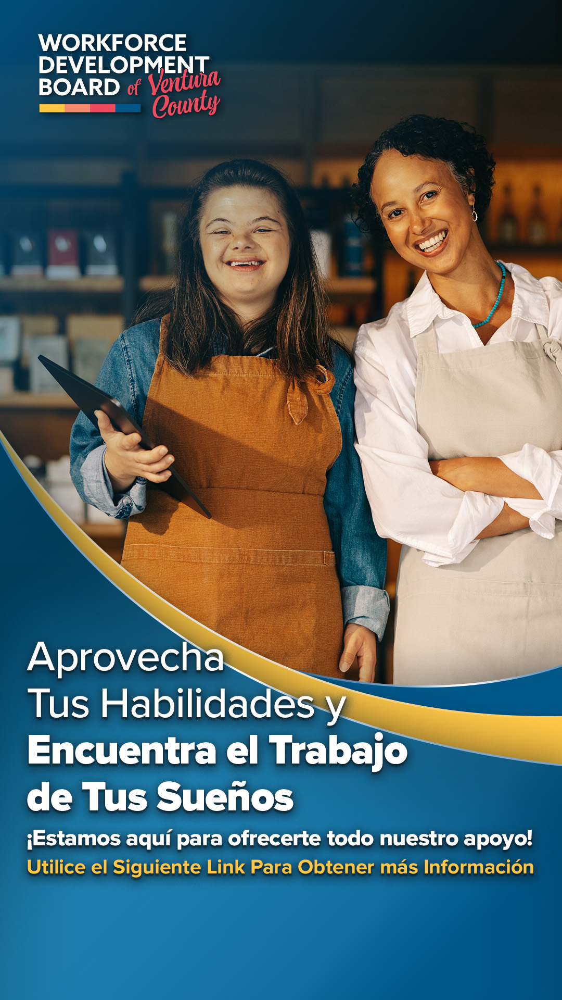 WORKFORCE
DEVELOPMENT
BOARD of Ventura
County
Aprovecha
Tus Habilidades y
Encuentra el Trabajo
de Tus Sueños
¡Estamos aquí para ofrecerte todo nuestro apoyo!
Utilice el Siguiente Link Para Obtener más Información